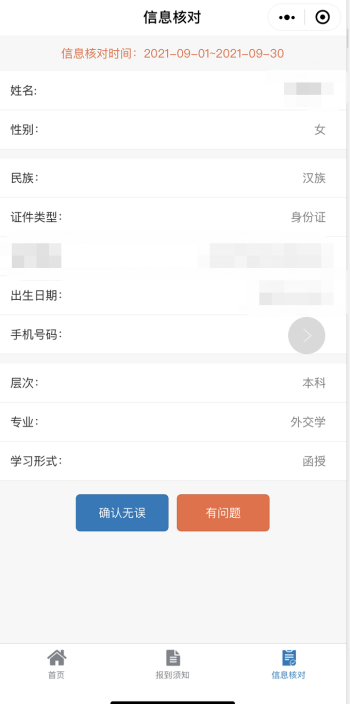 信息核对
信息核对时间：2021-09-01~2021-09-30
姓名:
性别: 女
民族: 汉族
证件类型: 身份证
出生日期:
手机号码:
层次: 本科
专业: 外交学
学习形式: 函授
确认无误 有问题
首页 报到须知 信息核对